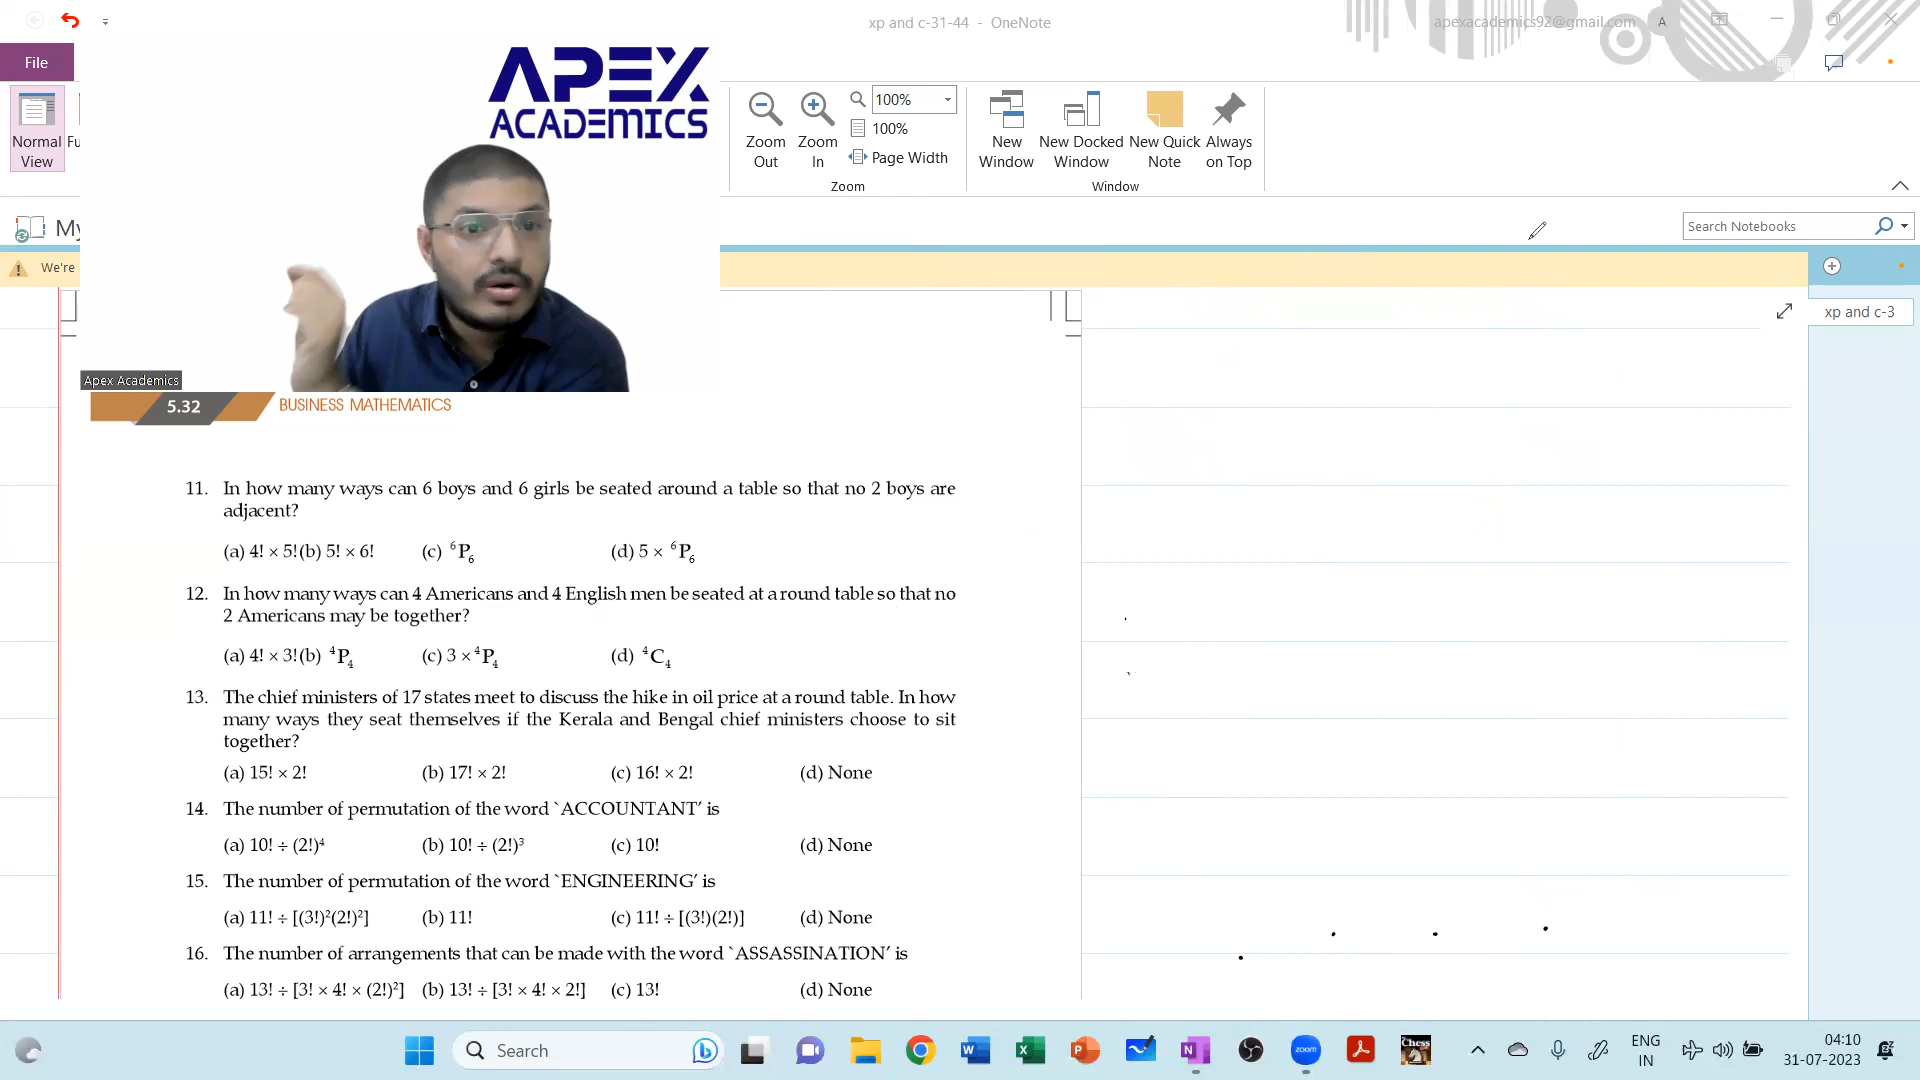 xp and c-31-44 - OneNote
apexacademics92@gmail.com A
File
APEX
ACADEMICS
Normal
View
Fu
Zoom
Out
Zoom
In
100%
100%
Page Width
Zoom
New
Window
New Docked
Window
New Quick
Note
Always
on Top
Window
My
Search Notebooks
We're
xp and c-3
Apex Academics
5.32 BUSINESS MATHEMATICS
11. In how many ways can 6 boys and 6 girls be seated around a table so that no 2 boys are
adjacent?
(a) 4! × 5!(b) 5! × 6! (c) ⁶P₆ (d) 5 × ⁶P₆
12. In how many ways can 4 Americans and 4 English men be seated at a round table so that no
2 Americans may be together?
(a) 4! × 3!(b) ⁴P₄ (c) 3 × ⁴P₄ (d) ⁴C₄
13. The chief ministers of 17 states meet to discuss the hike in oil price at a round table. In how
many ways they seat themselves if the Kerala and Bengal chief ministers choose to sit
together?
(a) 15! × 2! (b) 17! × 2! (c) 16! × 2! (d) None
14. The number of permutation of the word `ACCOUNTANT' is
(a) 10! ÷ (2!)⁴ (b) 10! ÷ (2!)³ (c) 10! (d) None
15. The number of permutation of the word `ENGINEERING' is
(a) 11! ÷ [(3!)²(2!)²] (b) 11! (c) 11! ÷ [(3!)(2!)] (d) None
16. The number of arrangements that can be made with the word `ASSASSINATION' is
(a) 13! ÷ [3! × 4! × (2!)²] (b) 13! ÷ [3! × 4! × 2!] (c) 13! (d) None
Search
W
X
P
N
zoom
Chess
ENG
IN
04:10
31-07-2023